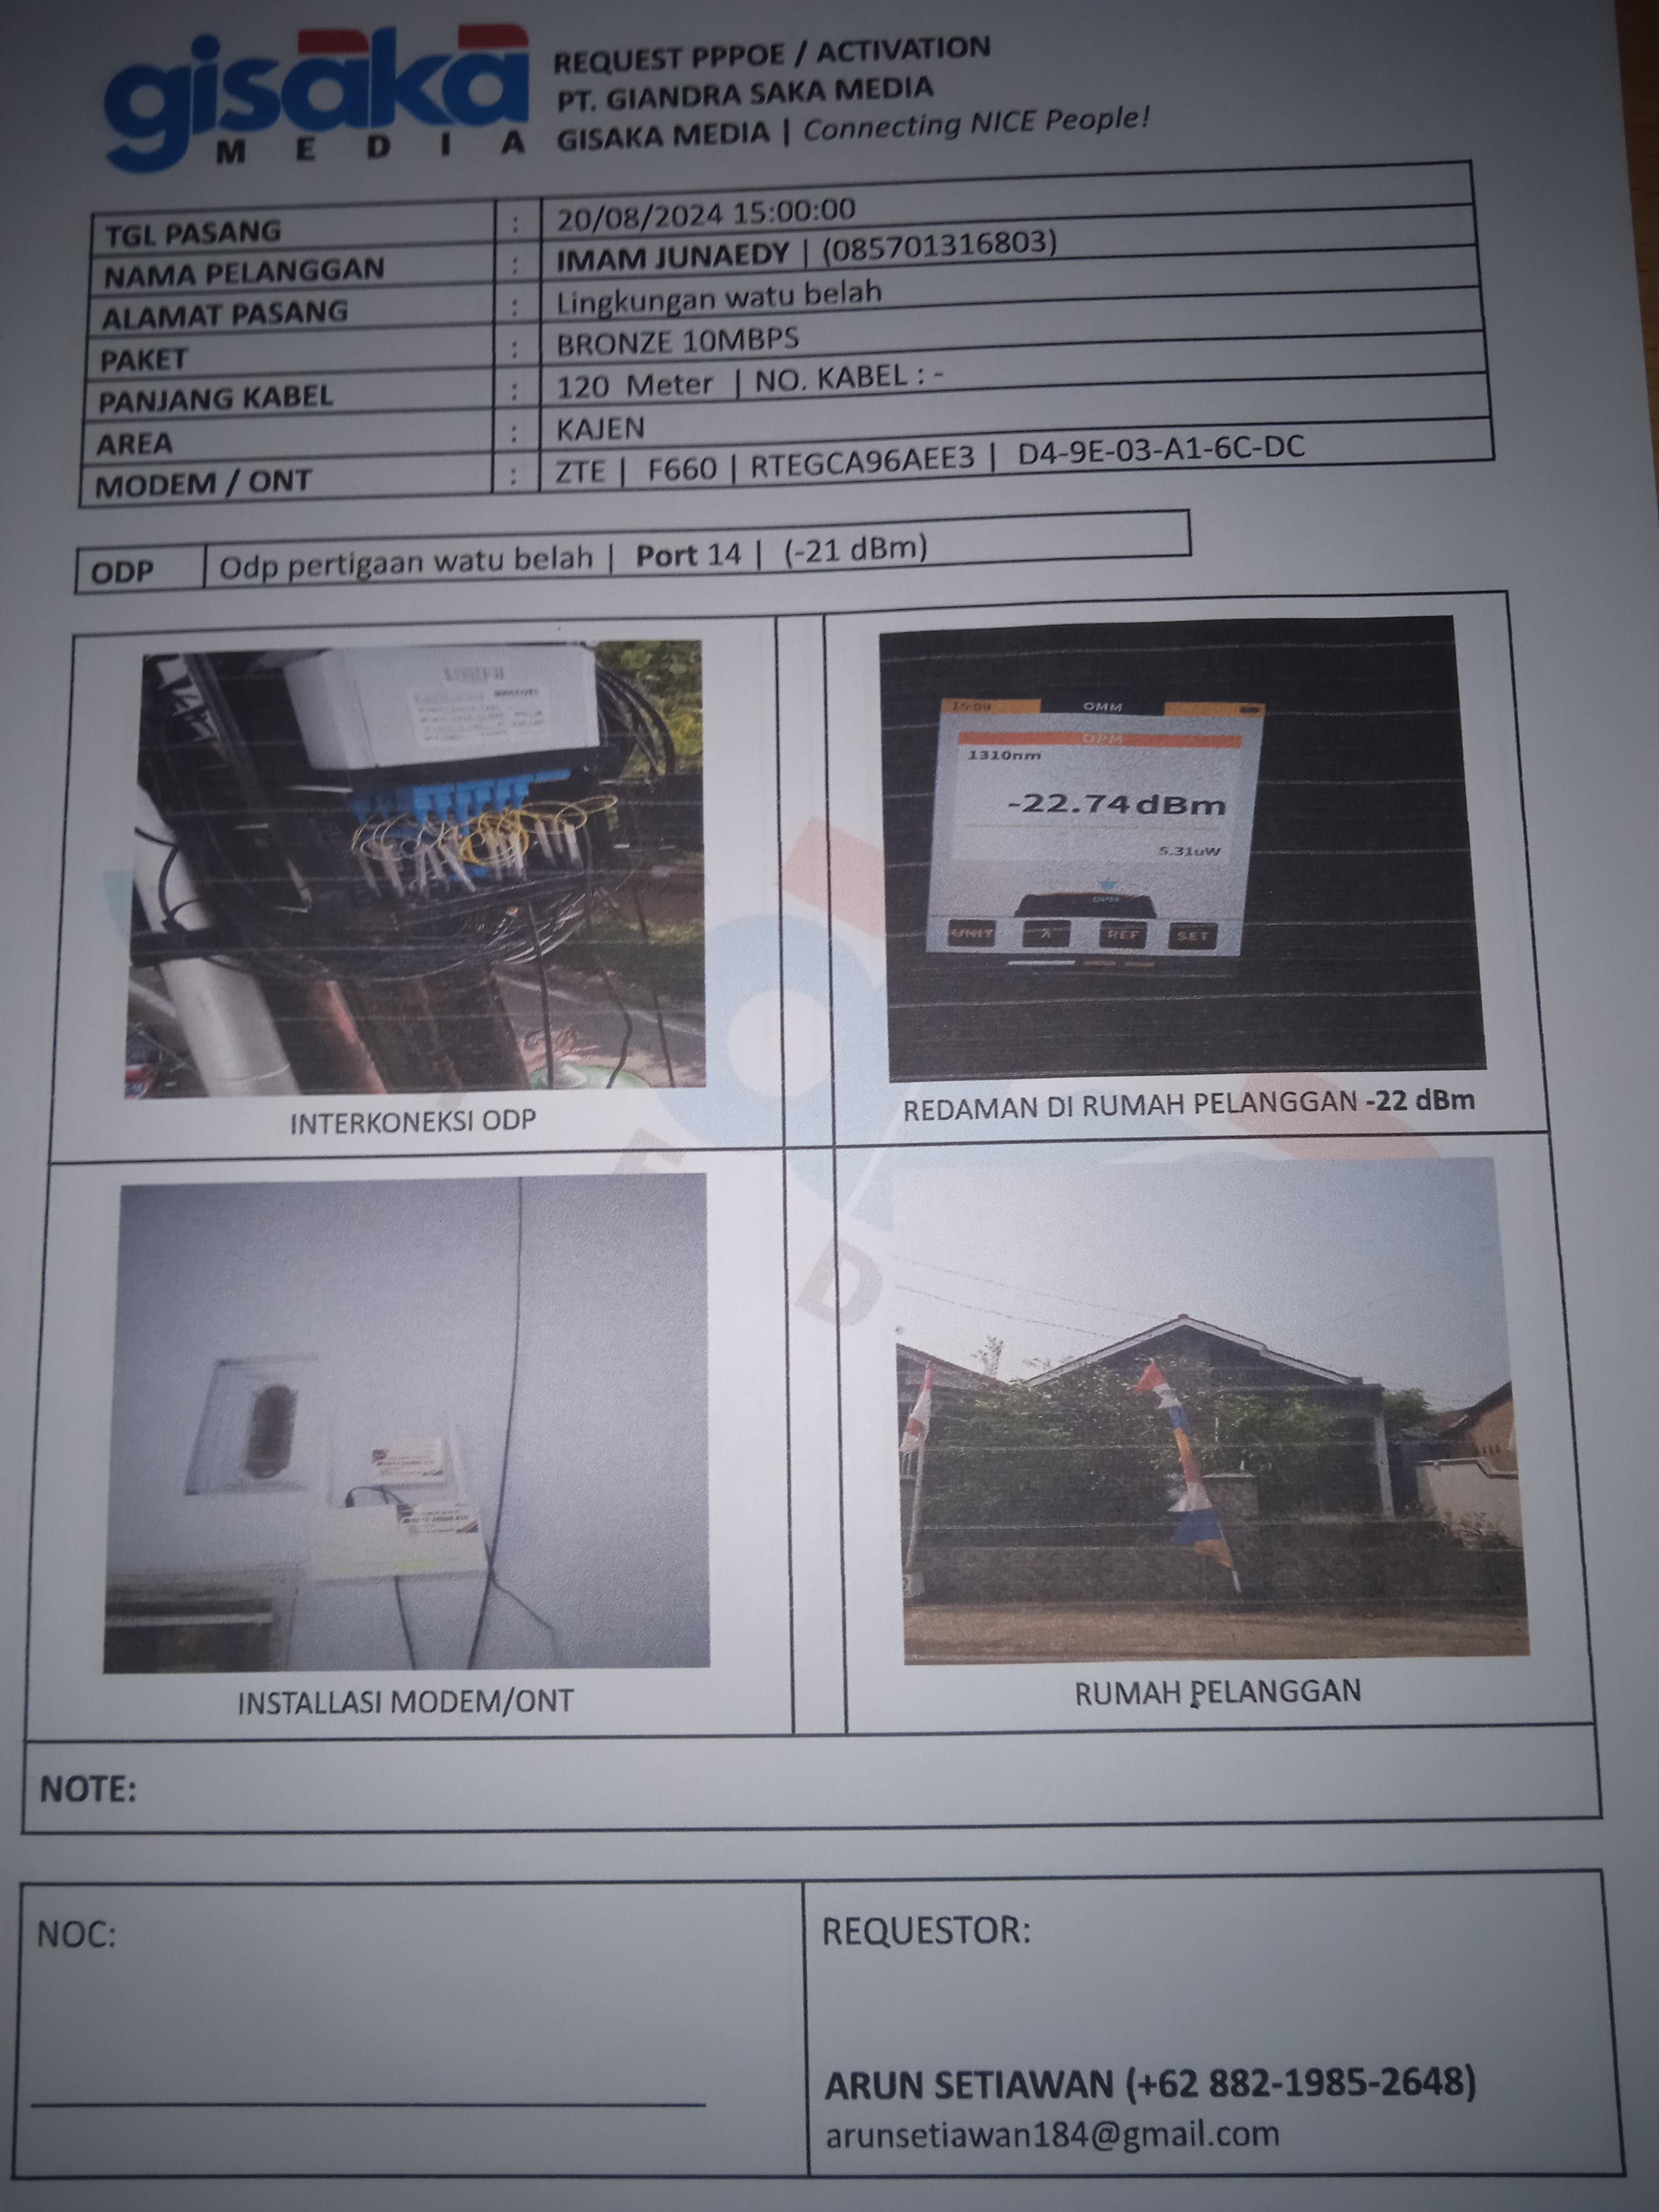 gisaka
MEDIA
REQUEST PPPOE / ACTIVATION
PT. GIANDRA SAKA MEDIA
GISAKA MEDIA | Connecting NICE People!
TGL PASANG : 20/08/2024 15:00:00
NAMA PELANGGAN : IMAM JUNAEDY | (085701316803)
ALAMAT PASANG : Lingkungan watu belah
PAKET : BRONZE 10MBPS
PANJANG KABEL : 120 Meter | NO. KABEL : -
AREA : KAJEN
MODEM / ONT : ZTE | F660 | RTEGCA96AEE3 | D4-9E-03-A1-6C-DC
ODP Odp pertigaan watu belah | Port 14 | (-21 dBm)
15:09 OMM
OPM
1310nm
-22.74dBm
5.31uW
OPM
UNIT λ REF SET
INTERKONEKSI ODP
REDAMAN DI RUMAH PELANGGAN -22 dBm
INSTALLASI MODEM/ONT
RUMAH PELANGGAN
NOTE:
NOC:
REQUESTOR:
ARUN SETIAWAN (+62 882-1985-2648)
arunsetiawan184@gmail.com